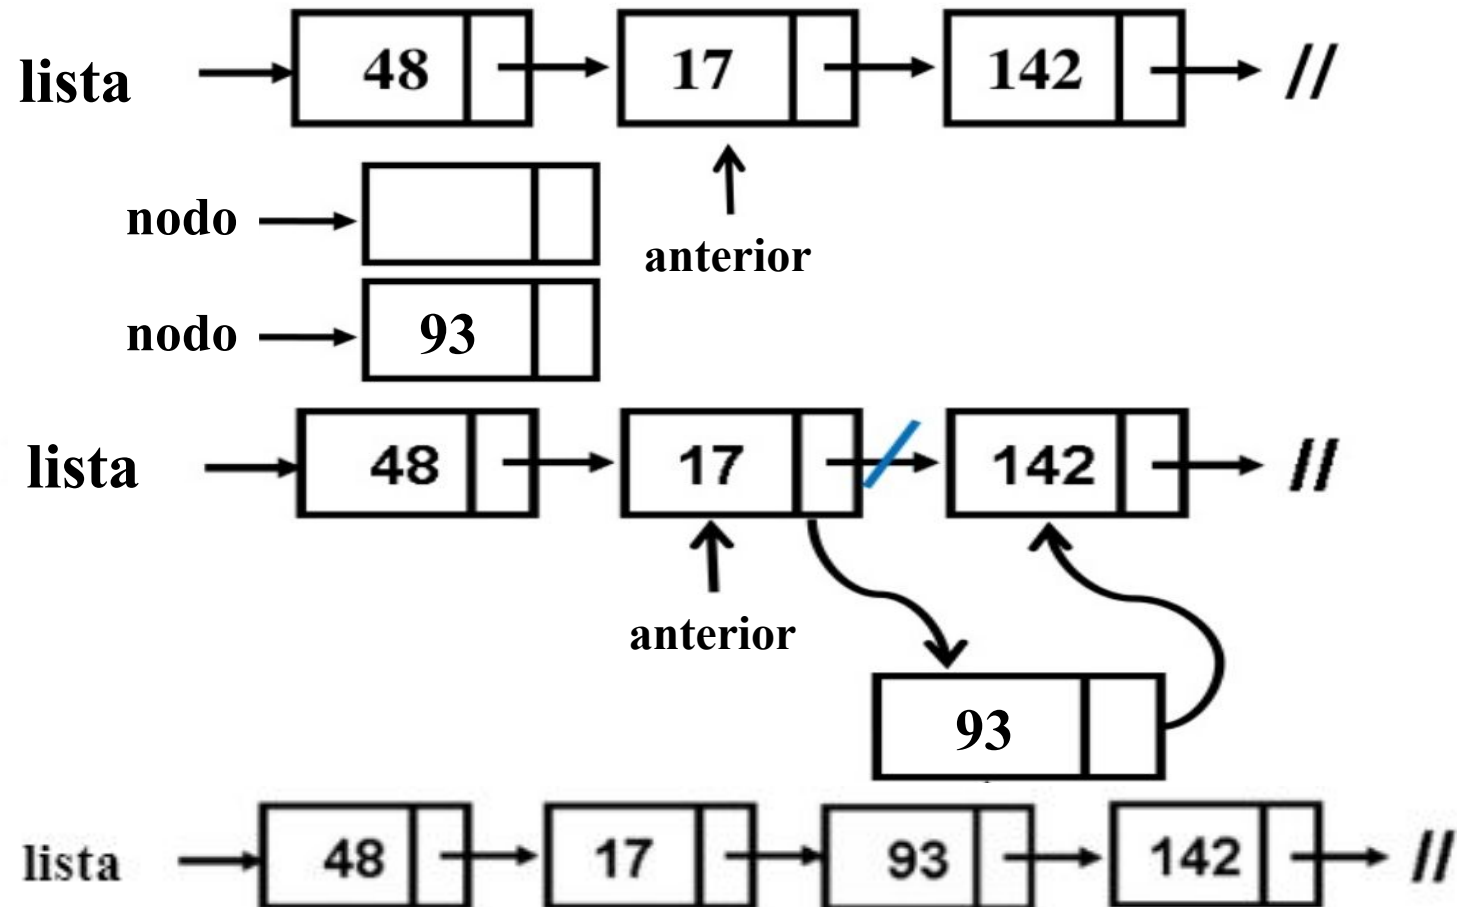 lista 48 17 142 //
nodo
anterior
nodo 93
lista 48 17 142 //
anterior
93
lista 48 17 93 142 //